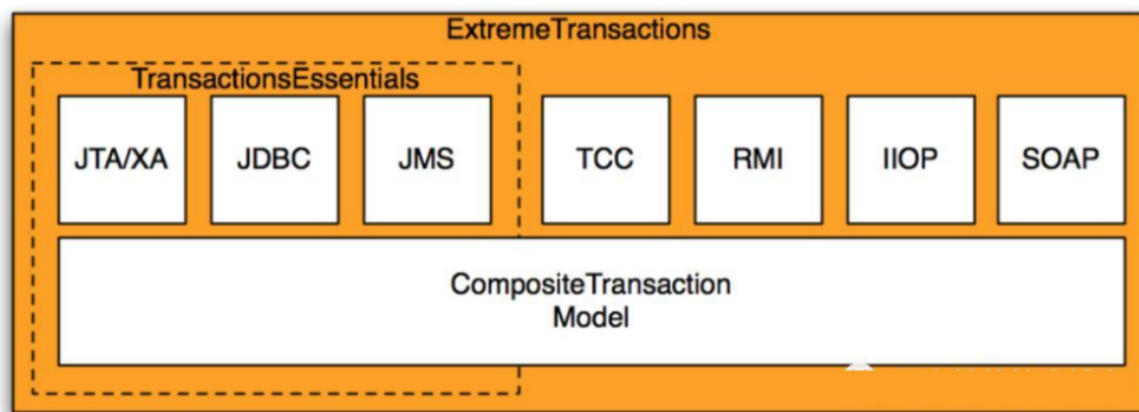 ExtremeTransactions
TransactionsEssentials
JTA/XA
JDBC
JMS
TCC
RMI
IIOP
SOAP
CompositeTransaction
Model